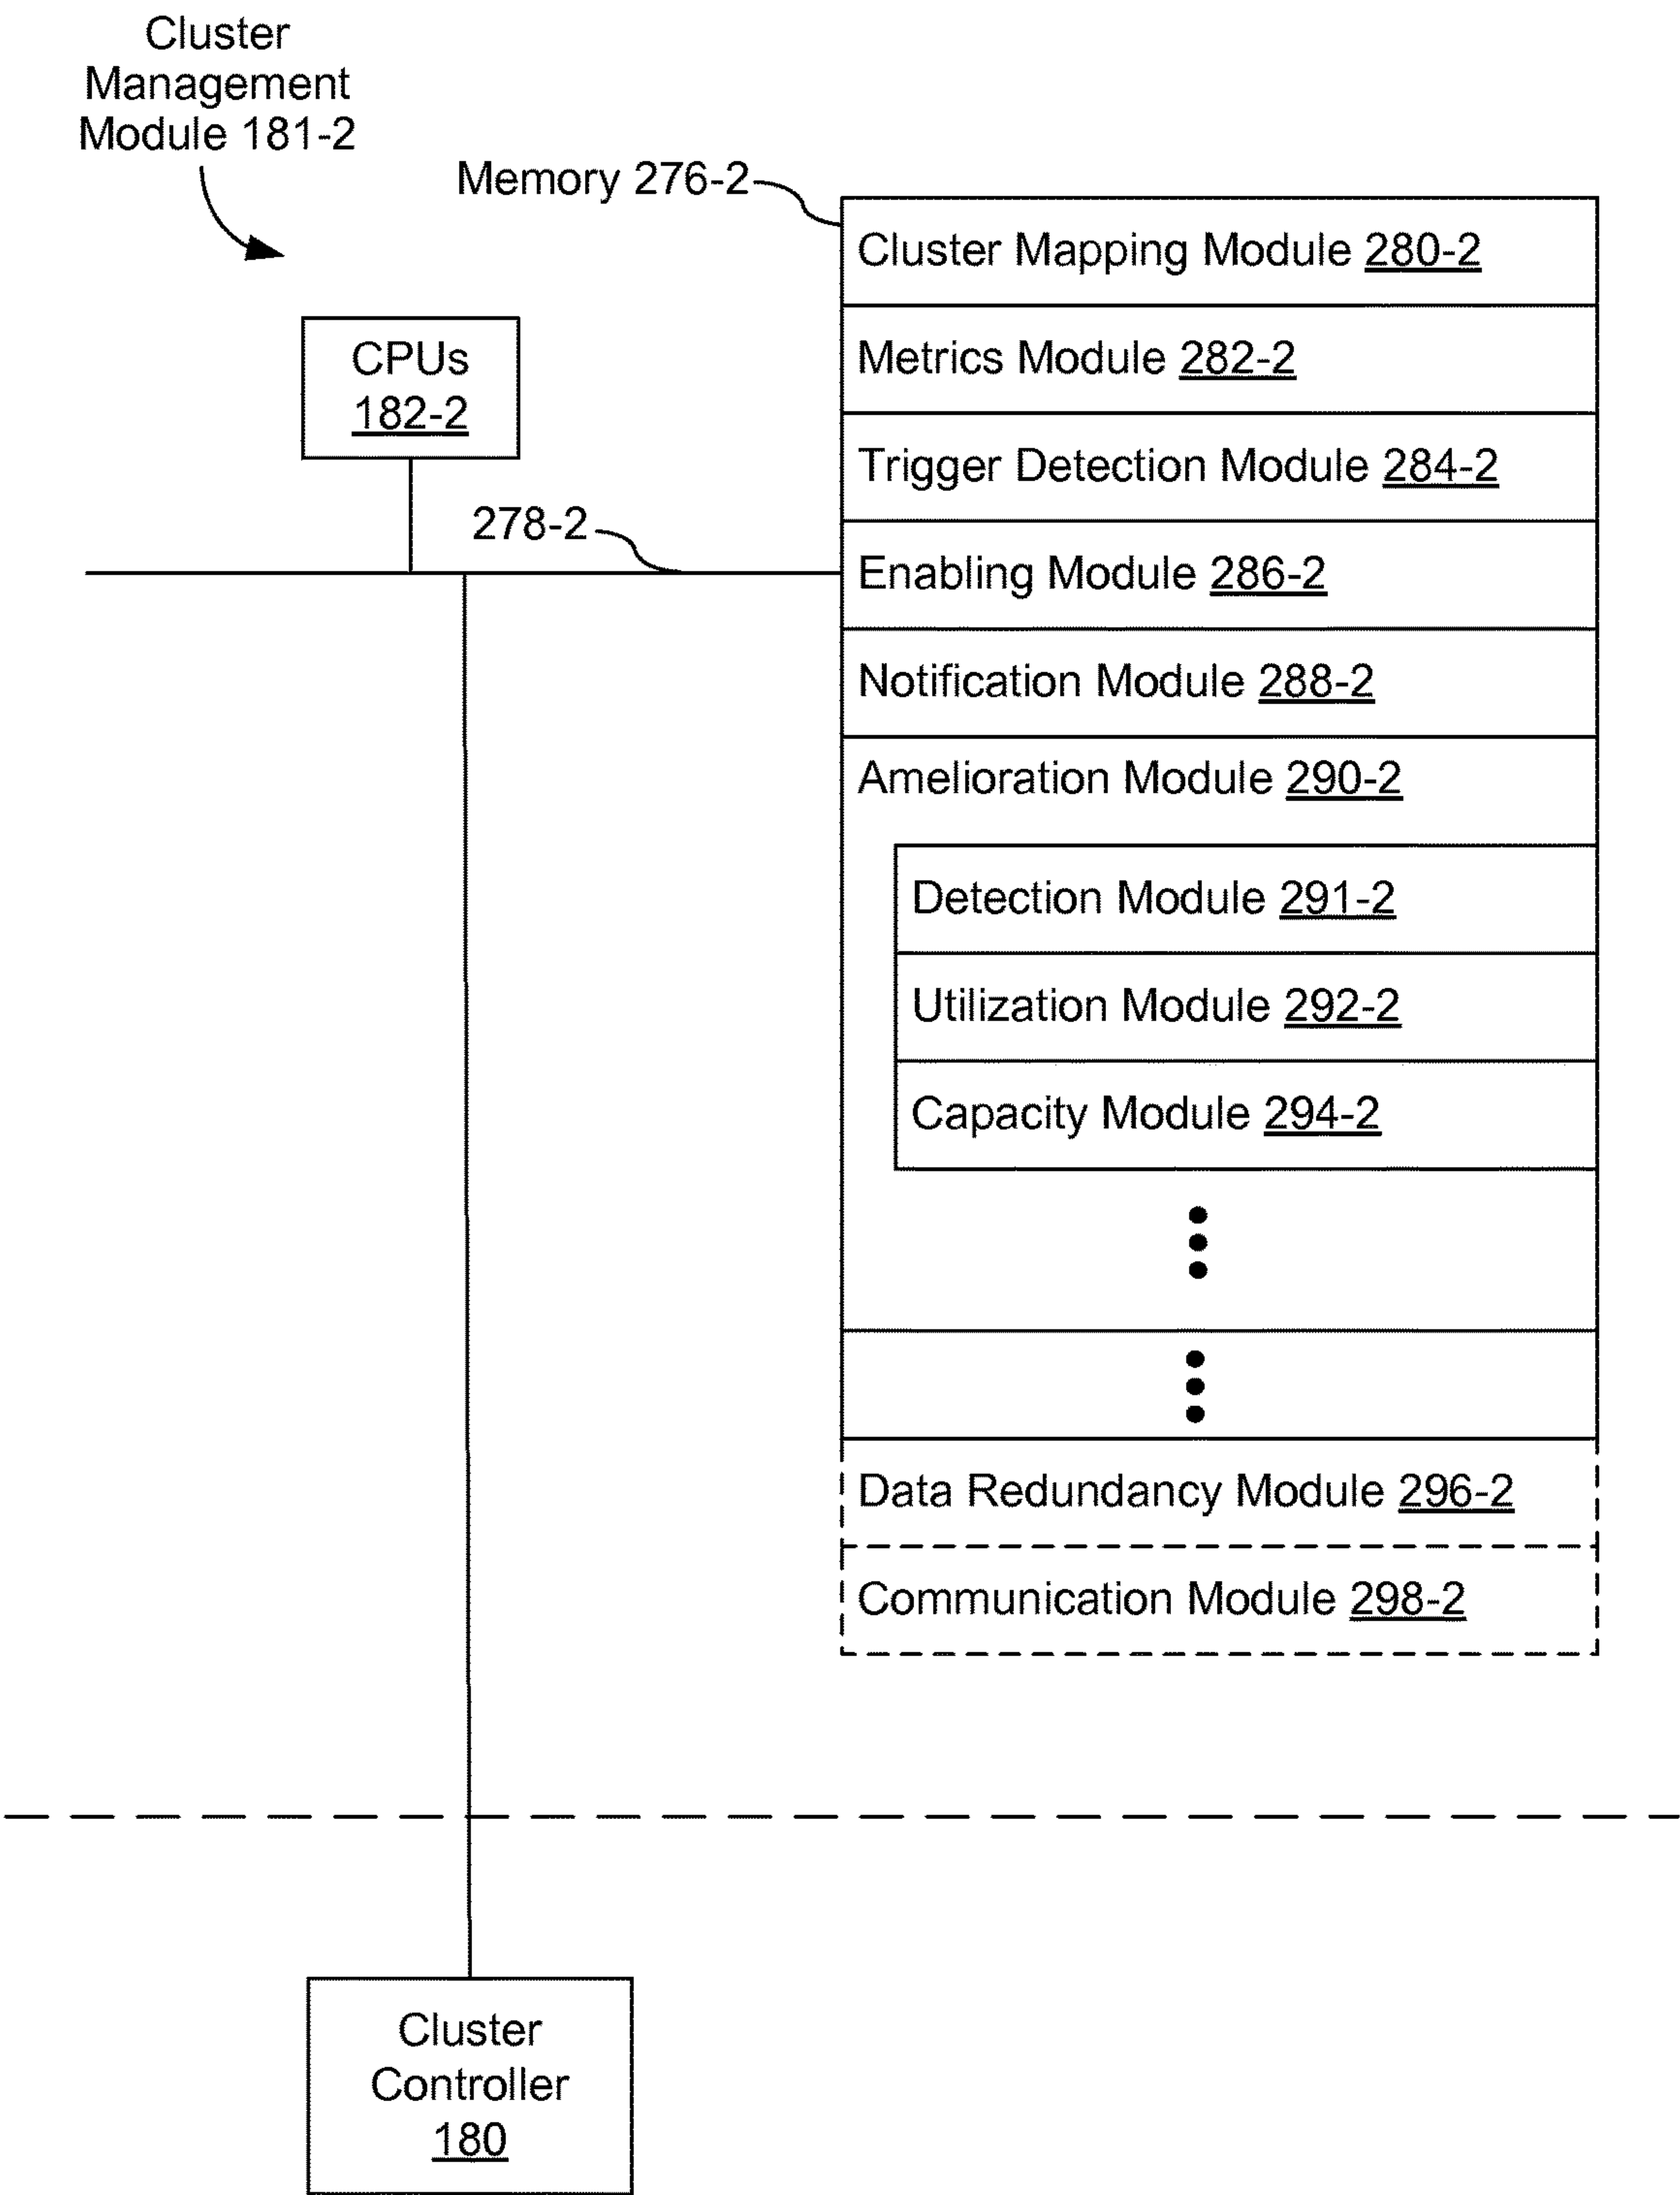 Cluster
Management
Module 181-2
Memory 276-2
Cluster Mapping Module 280-2
Metrics Module 282-2
Trigger Detection Module 284-2
Enabling Module 286-2
Notification Module 288-2
Amelioration Module 290-2
Detection Module 291-2
Utilization Module 292-2
Capacity Module 294-2
Data Redundancy Module 296-2
Communication Module 298-2
CPUs
182-2
278-2
Cluster
Controller
180